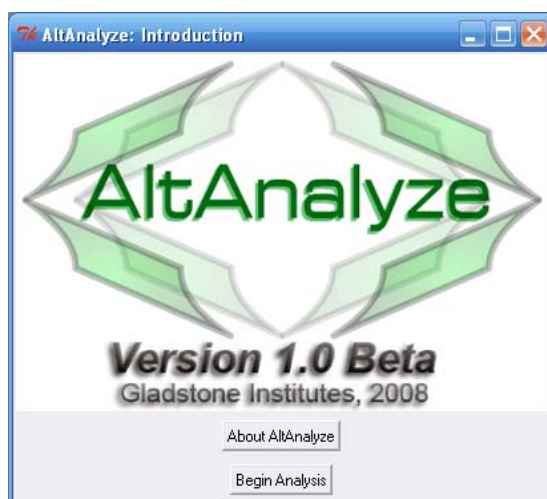 AltAnalyze: Introduction
AltAnalyze
Version 1.0 Beta
Gladstone Institutes, 2008
About AltAnalyze
Begin Analysis